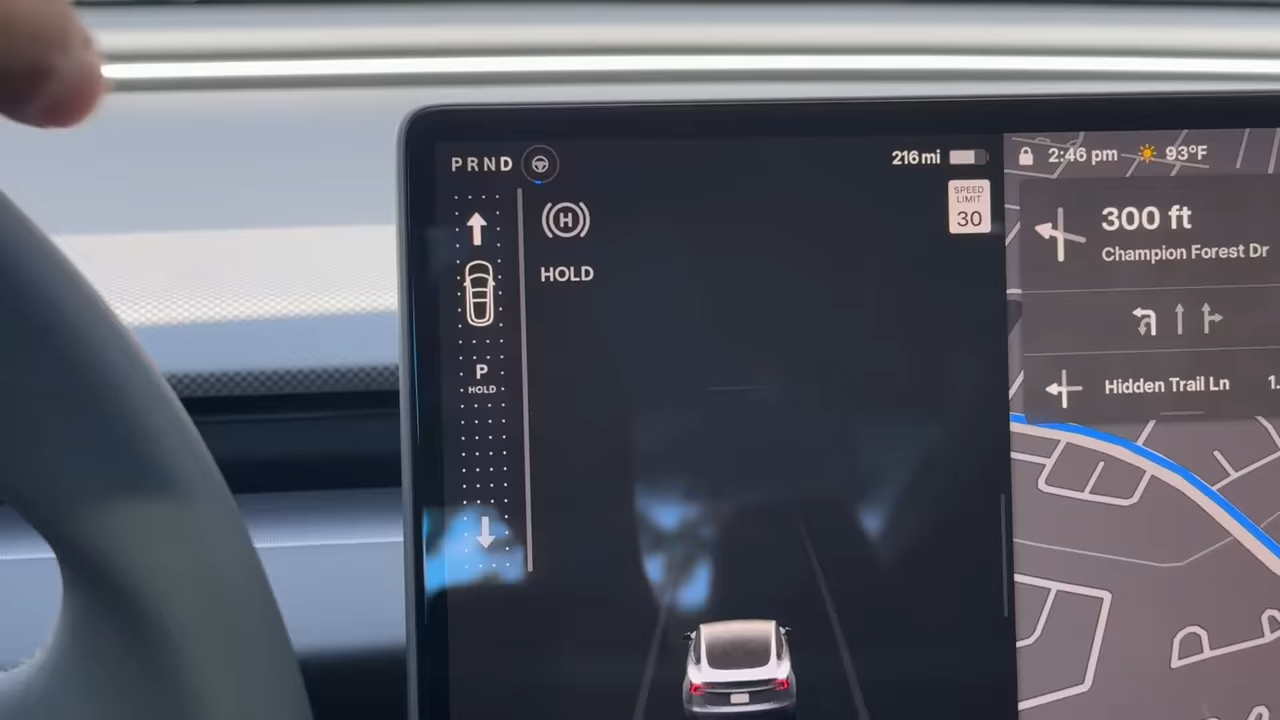 PRND
216 mi
SPEED
LIMIT
30
H
HOLD
P
HOLD
2:46 pm
93°F
300 ft
Champion Forest Dr
Hidden Trail Ln
1.